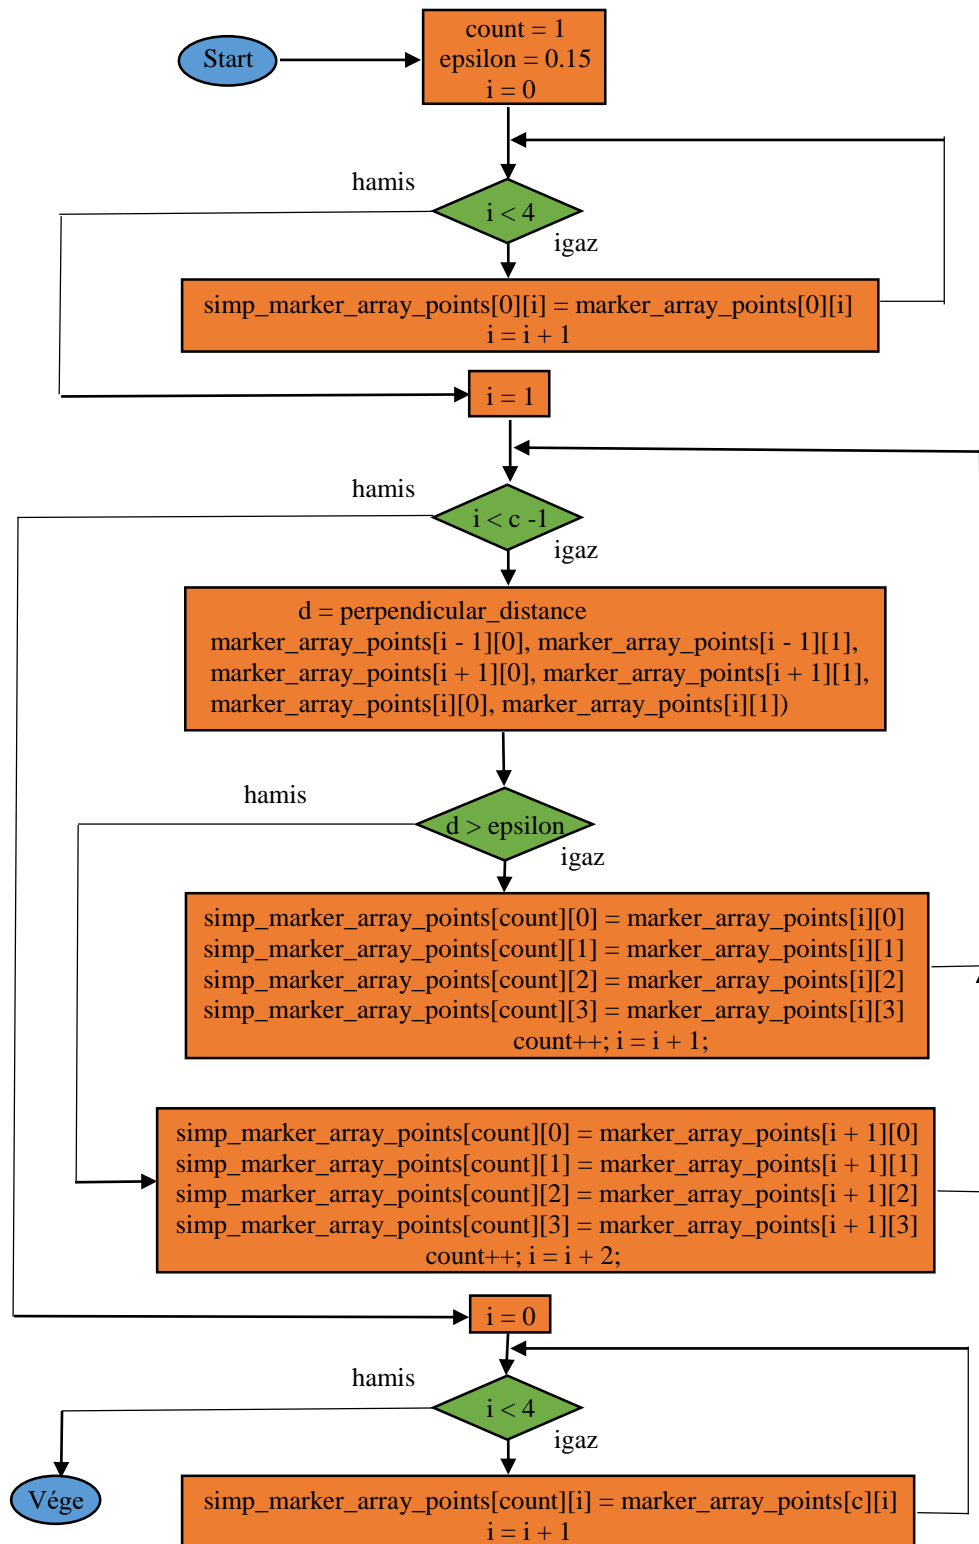 Start
count = 1
epsilon = 0.15
i = 0
hamis
i < 4
igaz
simp_marker_array_points[0][i] = marker_array_points[0][i]
i = i + 1
i = 1
hamis
i < c -1
igaz
d = perpendicular_distance
marker_array_points[i - 1][0], marker_array_points[i - 1][1],
marker_array_points[i + 1][0], marker_array_points[i + 1][1],
marker_array_points[i][0], marker_array_points[i][1])
hamis
d > epsilon
igaz
simp_marker_array_points[count][0] = marker_array_points[i][0]
simp_marker_array_points[count][1] = marker_array_points[i][1]
simp_marker_array_points[count][2] = marker_array_points[i][2]
simp_marker_array_points[count][3] = marker_array_points[i][3]
count++; i = i + 1;
simp_marker_array_points[count][0] = marker_array_points[i + 1][0]
simp_marker_array_points[count][1] = marker_array_points[i + 1][1]
simp_marker_array_points[count][2] = marker_array_points[i + 1][2]
simp_marker_array_points[count][3] = marker_array_points[i + 1][3]
count++; i = i + 2;
i = 0
hamis
i < 4
igaz
Vége
simp_marker_array_points[count][i] = marker_array_points[c][i]
i = i + 1